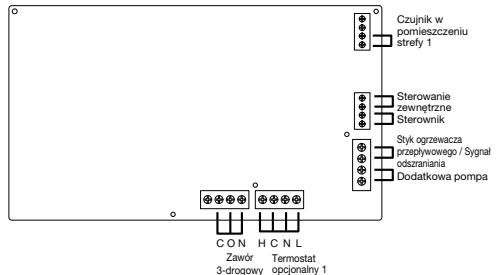 Czujnik w
pomieszczeniu
strefy 1
Sterowanie
zewnętrzne
Sterownik
Styk ogrzewacza
przepływowego / Sygnał
odszraniania
Dodatkowa pompa
C O N H C N L
Zawór
3-drogowy
Termostat
opcjonalny 1